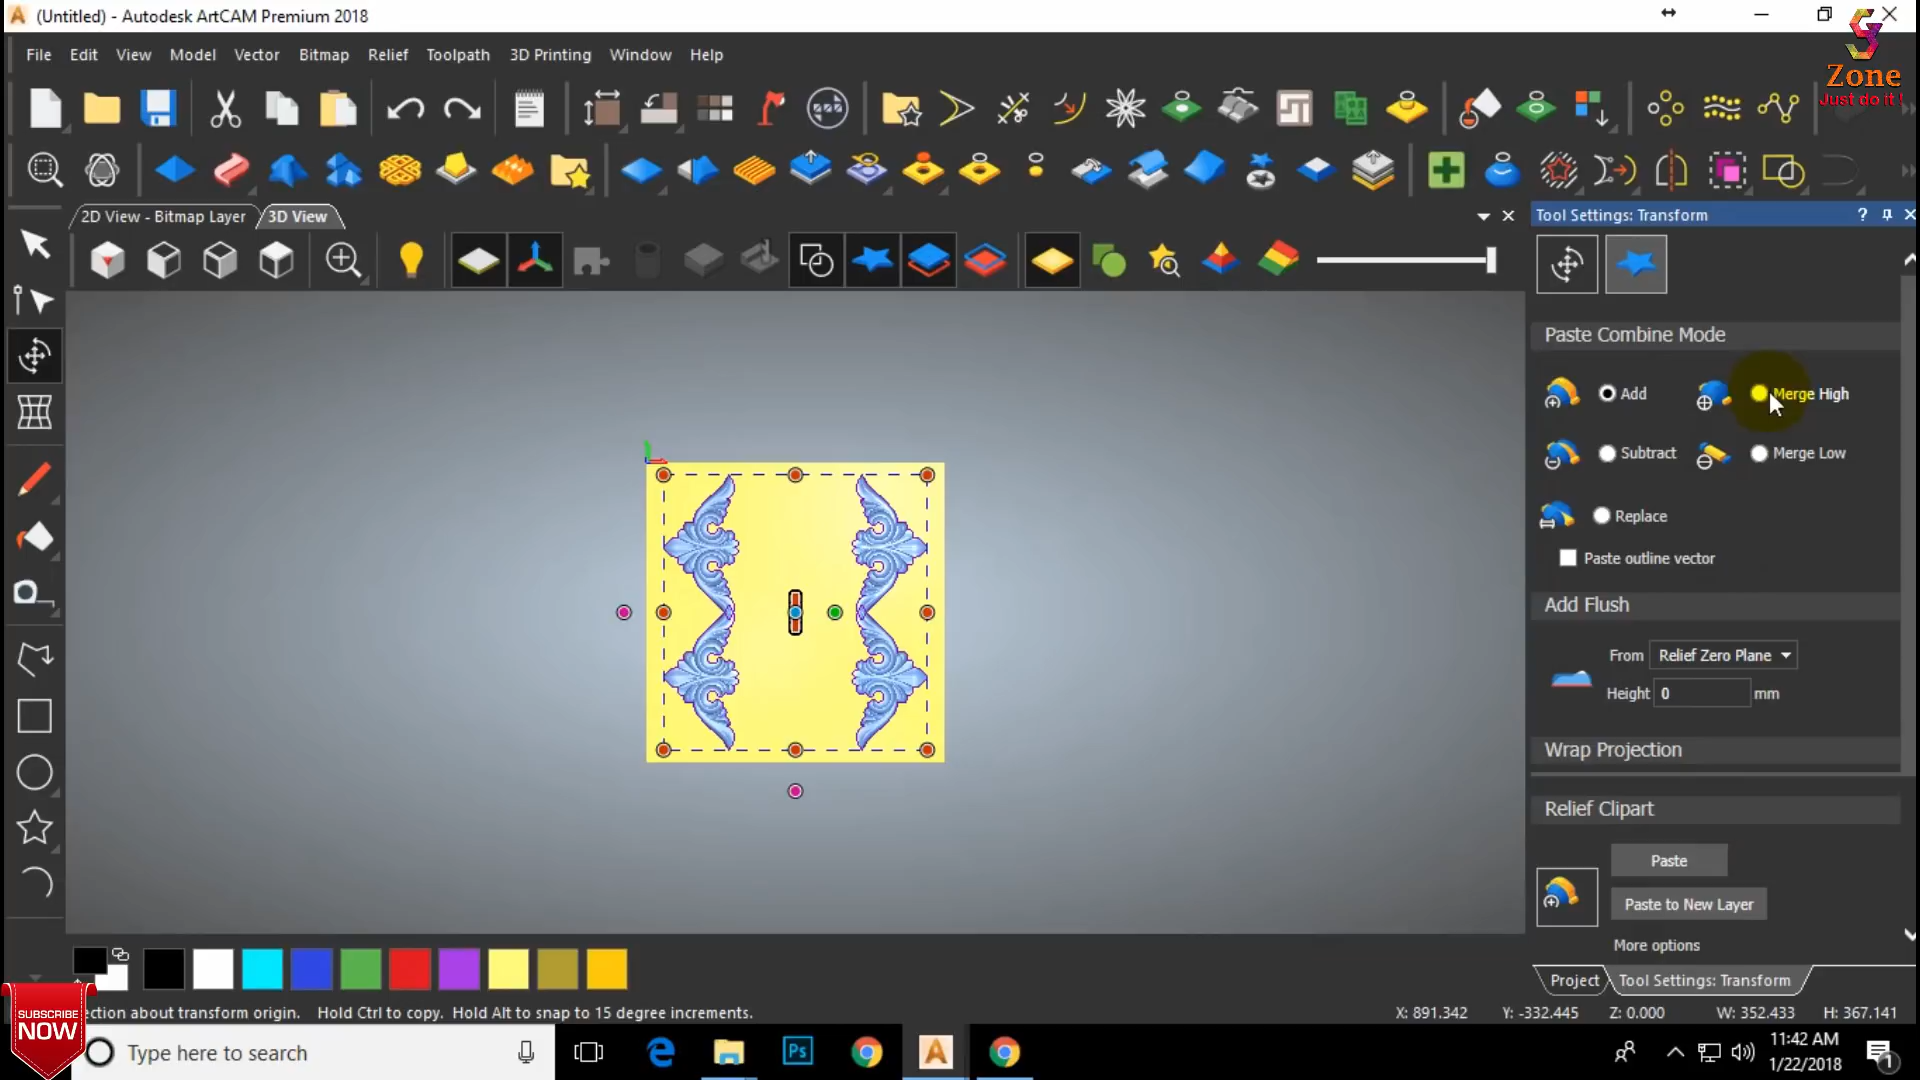 (Untitled) - Autodesk ArtCAM Premium 2018
Zone
Just do it !
File Edit View Model Vector Bitmap Relief Toolpath 3D Printing Window Help
2D View - Bitmap Layer 3D View
Tool Settings: Transform
Paste Combine Mode
Add Merge High
Subtract Merge Low
Replace
Paste outline vector
Add Flush
From Relief Zero Plane
Height 0 mm
Wrap Projection
Relief Clipart
Paste
Paste to New Layer
More options
Project Tool Settings: Transform
SUBSCRIBE
NOW
ection about transform origin. Hold Ctrl to copy. Hold Alt to snap to 15 degree increments.
X: 891.342 Y: -332.445 Z: 0.000 W: 352.433 H: 367.141
Type here to search
Ps
11:42 AM
1/22/2018
1